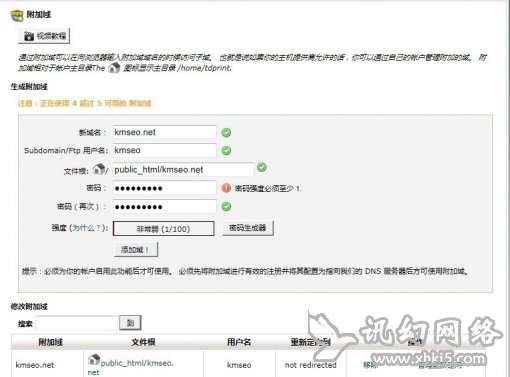 附加域
视频教程
通过附加域可以在向浏览器输入附加域域名的时候访问子域。 也就是说如果你的主机提供商允许的话，你可以通过自己的帐户管理附加的域。 附
加域相对于帐户主目录The 图标显示主目录 /home/tdprint.
生成附加域
注意：正在使用 4 超过 5 可用的 附加域
新域名： kmseo.net
Subdomain/Ftp 用户名: kmseo
文件根: / public_html/kmseo.net
密码： ●●●●●●●●● 密码强度必须至少 1.
密码（再次）： ●●●●●●●●●
强度 (为什么？): 非常弱 (1/100) 密码生成器
添加域！
提示：必须为你的帐户启用此功能后才可使用。 必须先将附加域进行有效的注册并将其配置为指向我们的 DNS 服务器后方可使用附加域。
修改附加域
搜索 到
附加域 文件根 用户名 重新定向到 操作
kmseo.net public_html/kmseo. kmseo not redirected 移除
net
讯幻网络
www.xhkj5.com